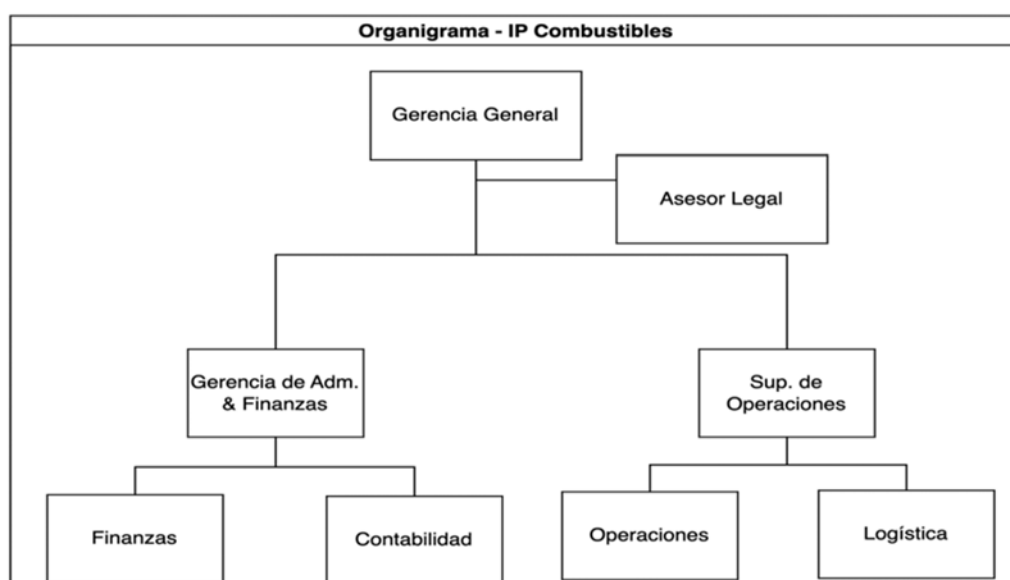 Organigrama - IP Combustibles
Gerencia General
Asesor Legal
Gerencia de Adm.
& Finanzas
Sup. de
Operaciones
Finanzas
Contabilidad
Operaciones
Logística